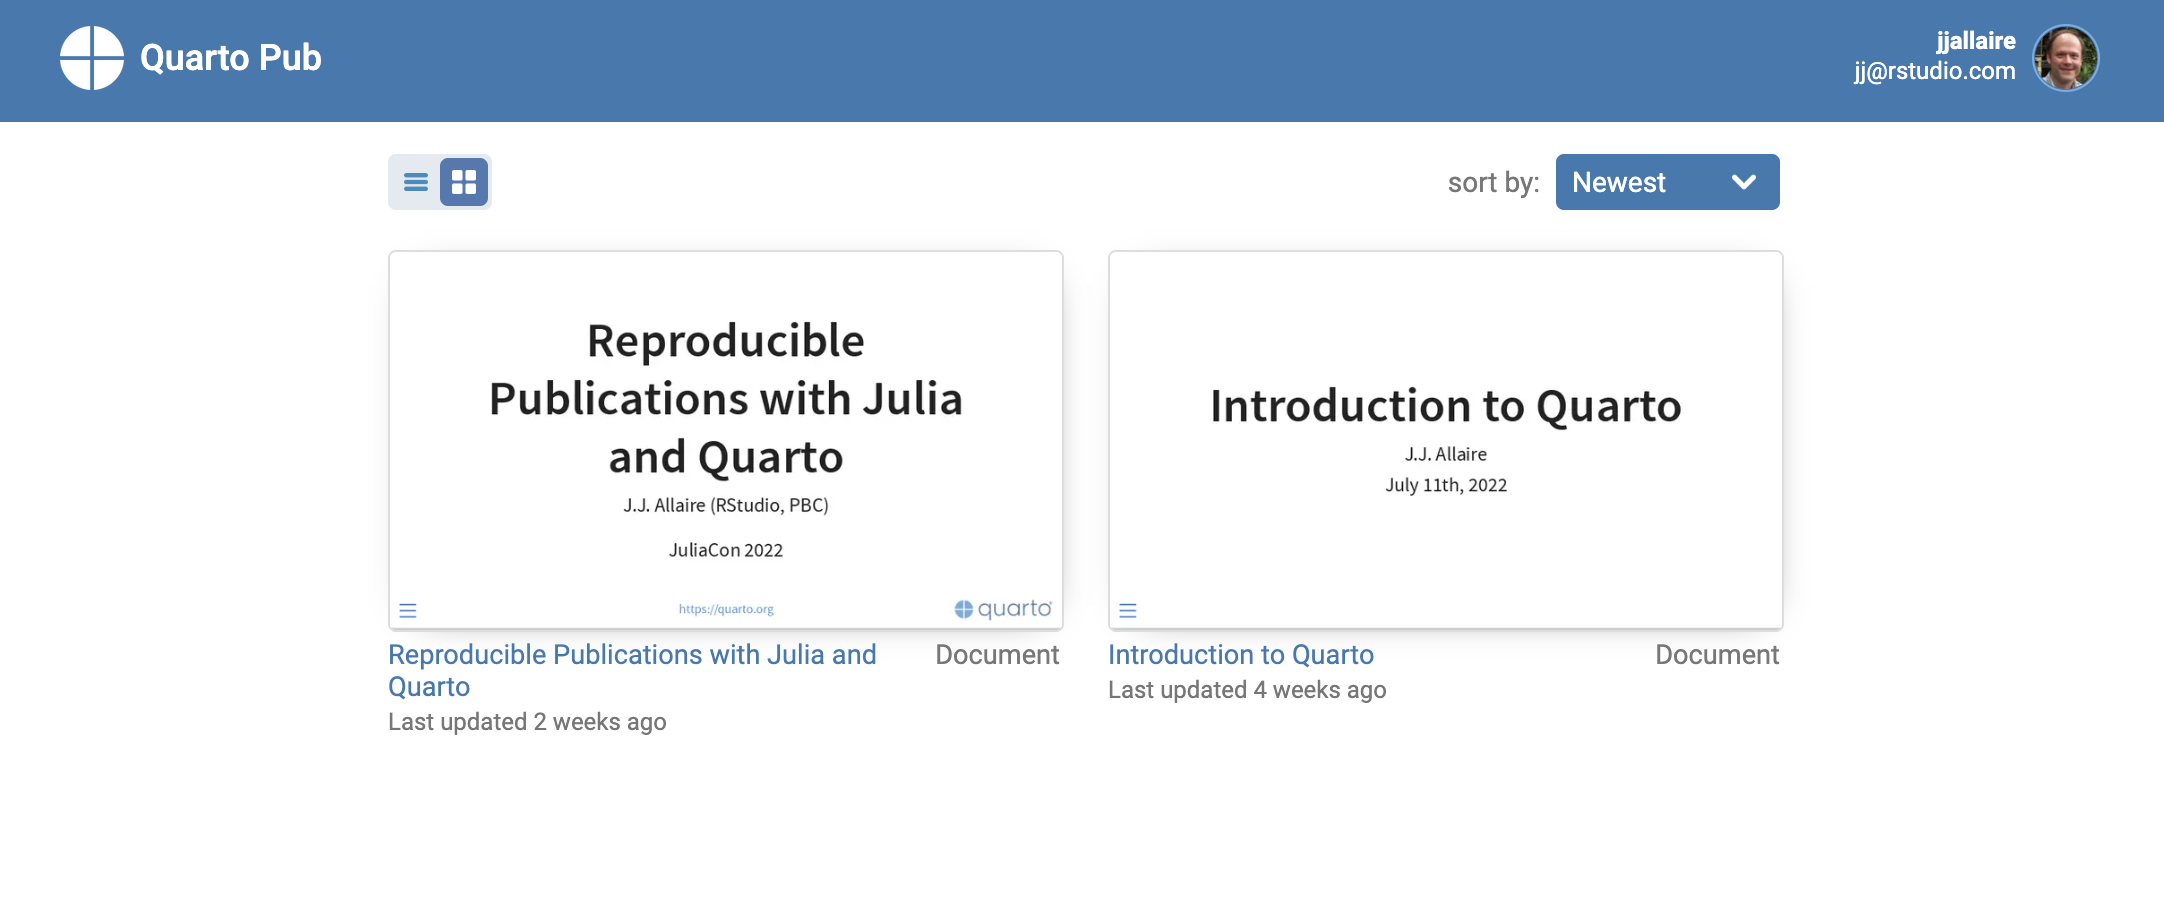 Quarto Pub
jjallaire
jj@rstudio.com
sort by:
Newest
Reproducible
Publications with Julia
and Quarto
J.J. Allaire (RStudio, PBC)
JuliaCon 2022
https://quarto.org
quarto
Reproducible Publications with Julia and
Quarto
Document
Last updated 2 weeks ago
Introduction to Quarto
J.J. Allaire
July 11th, 2022
Introduction to Quarto
Document
Last updated 4 weeks ago